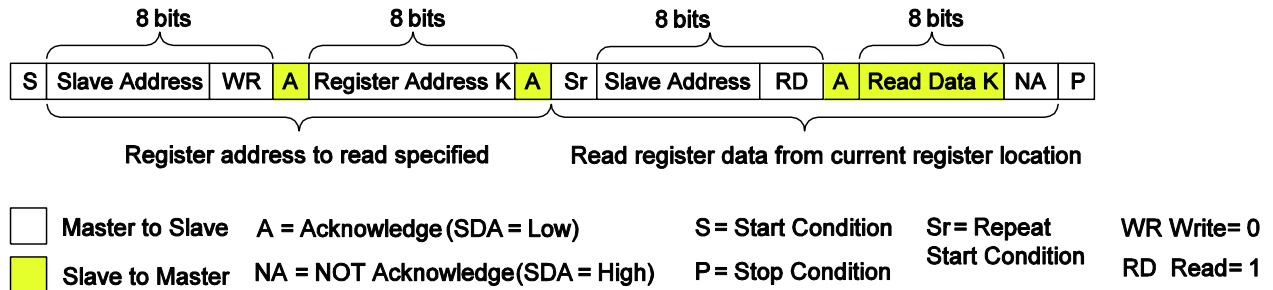 8 bits 8 bits 8 bits 8 bits
S Slave Address WR A Register Address K A Sr Slave Address RD A Read Data K NA P
Register address to read specified Read register data from current register location
Master to Slave A = Acknowledge (SDA = Low) S = Start Condition Sr = Repeat WR Write= 0
Start Condition
Slave to Master NA = NOT Acknowledge (SDA = High) P = Stop Condition RD Read= 1